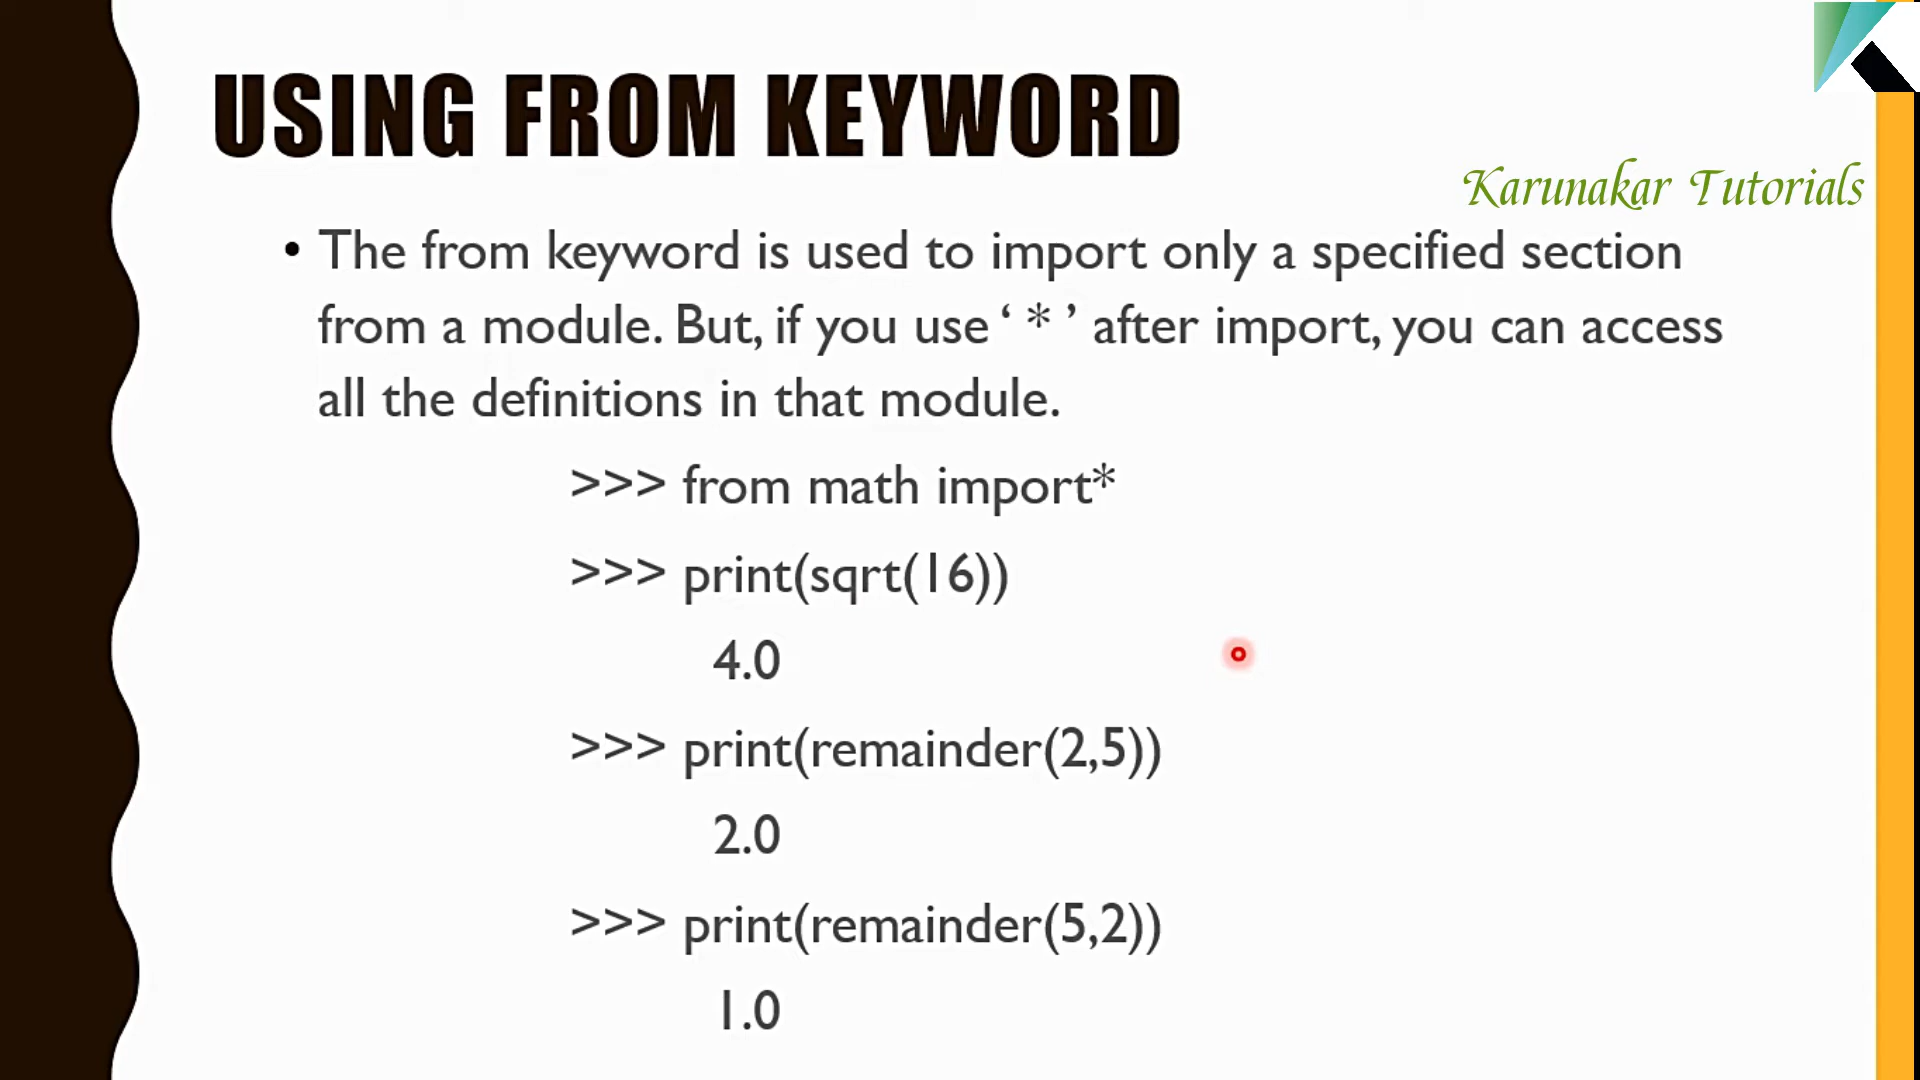 USING FROM KEYWORD
Karunakar Tutorials
• The from keyword is used to import only a specified section
from a module. But, if you use ‘ * ’ after import, you can access
all the definitions in that module.
>>> from math import*
>>> print(sqrt(16))
4.0
>>> print(remainder(2,5))
2.0
>>> print(remainder(5,2))
1.0